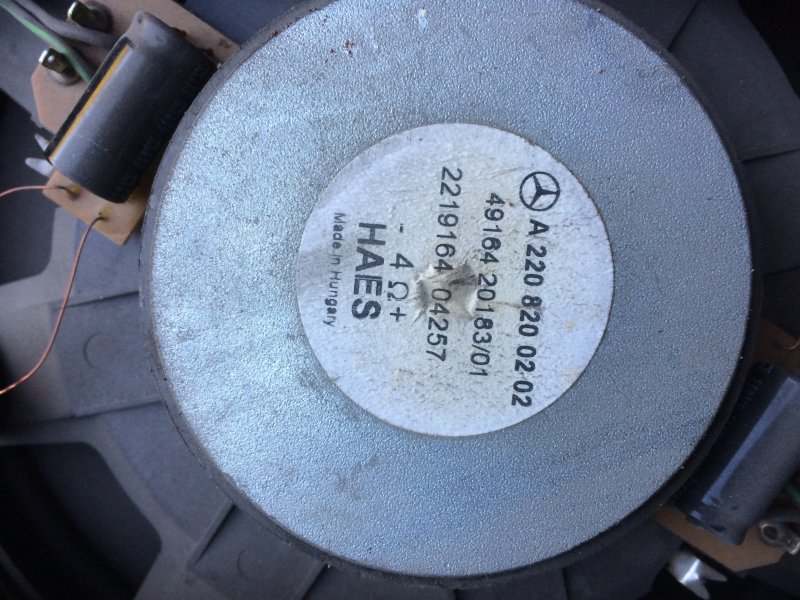 A 220 820 02 02
49164 20183/01
2219164 04257
- 4 Ω +
HAES
Made in Hungary